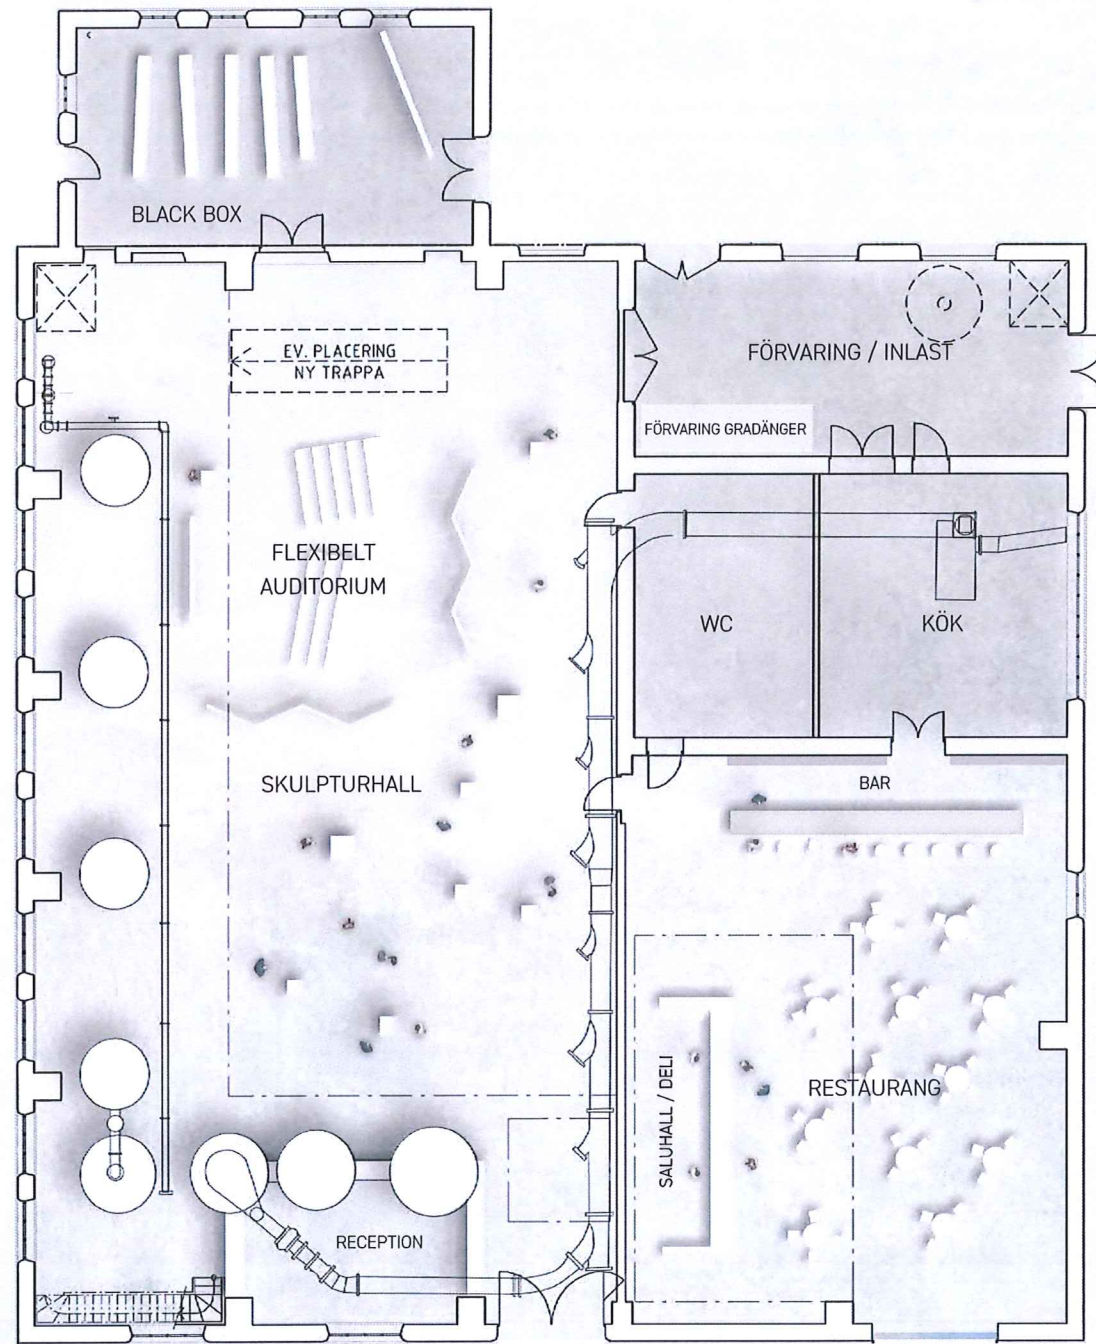 BLACK BOX
EV. PLACERING
NY TRAPPA
FÖRVARING / INLAST
FÖRVARING GRADÄNGER
FLEXIBELT
AUDITORIUM
WC
KÖK
SKULPTURHALL
BAR
SALUHALL / DELI
RESTAURANG
RECEPTION